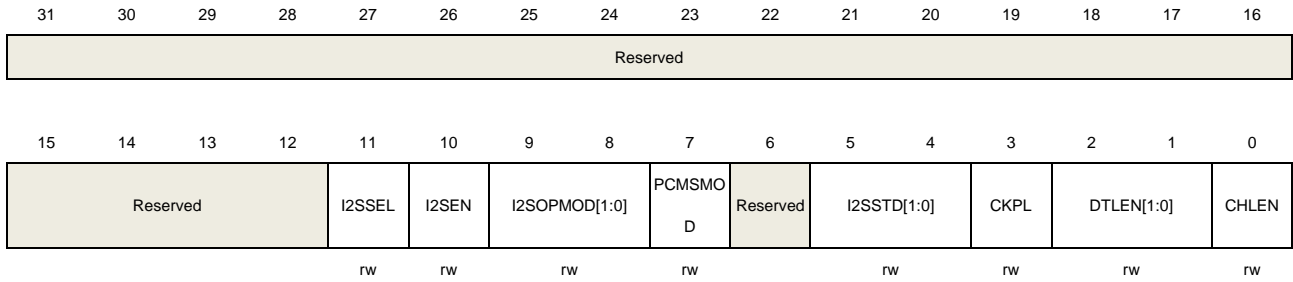 31 30 29 28 27 26 25 24 23 22 21 20 19 18 17 16
Reserved
15 14 13 12 11 10 9 8 7 6 5 4 3 2 1 0
Reserved I2SSEL I2SEN I2SOPMOD[1:0] PCMSMO
D Reserved I2SSTD[1:0] CKPL DTLEN[1:0] CHLEN
rw rw rw rw rw rw rw rw